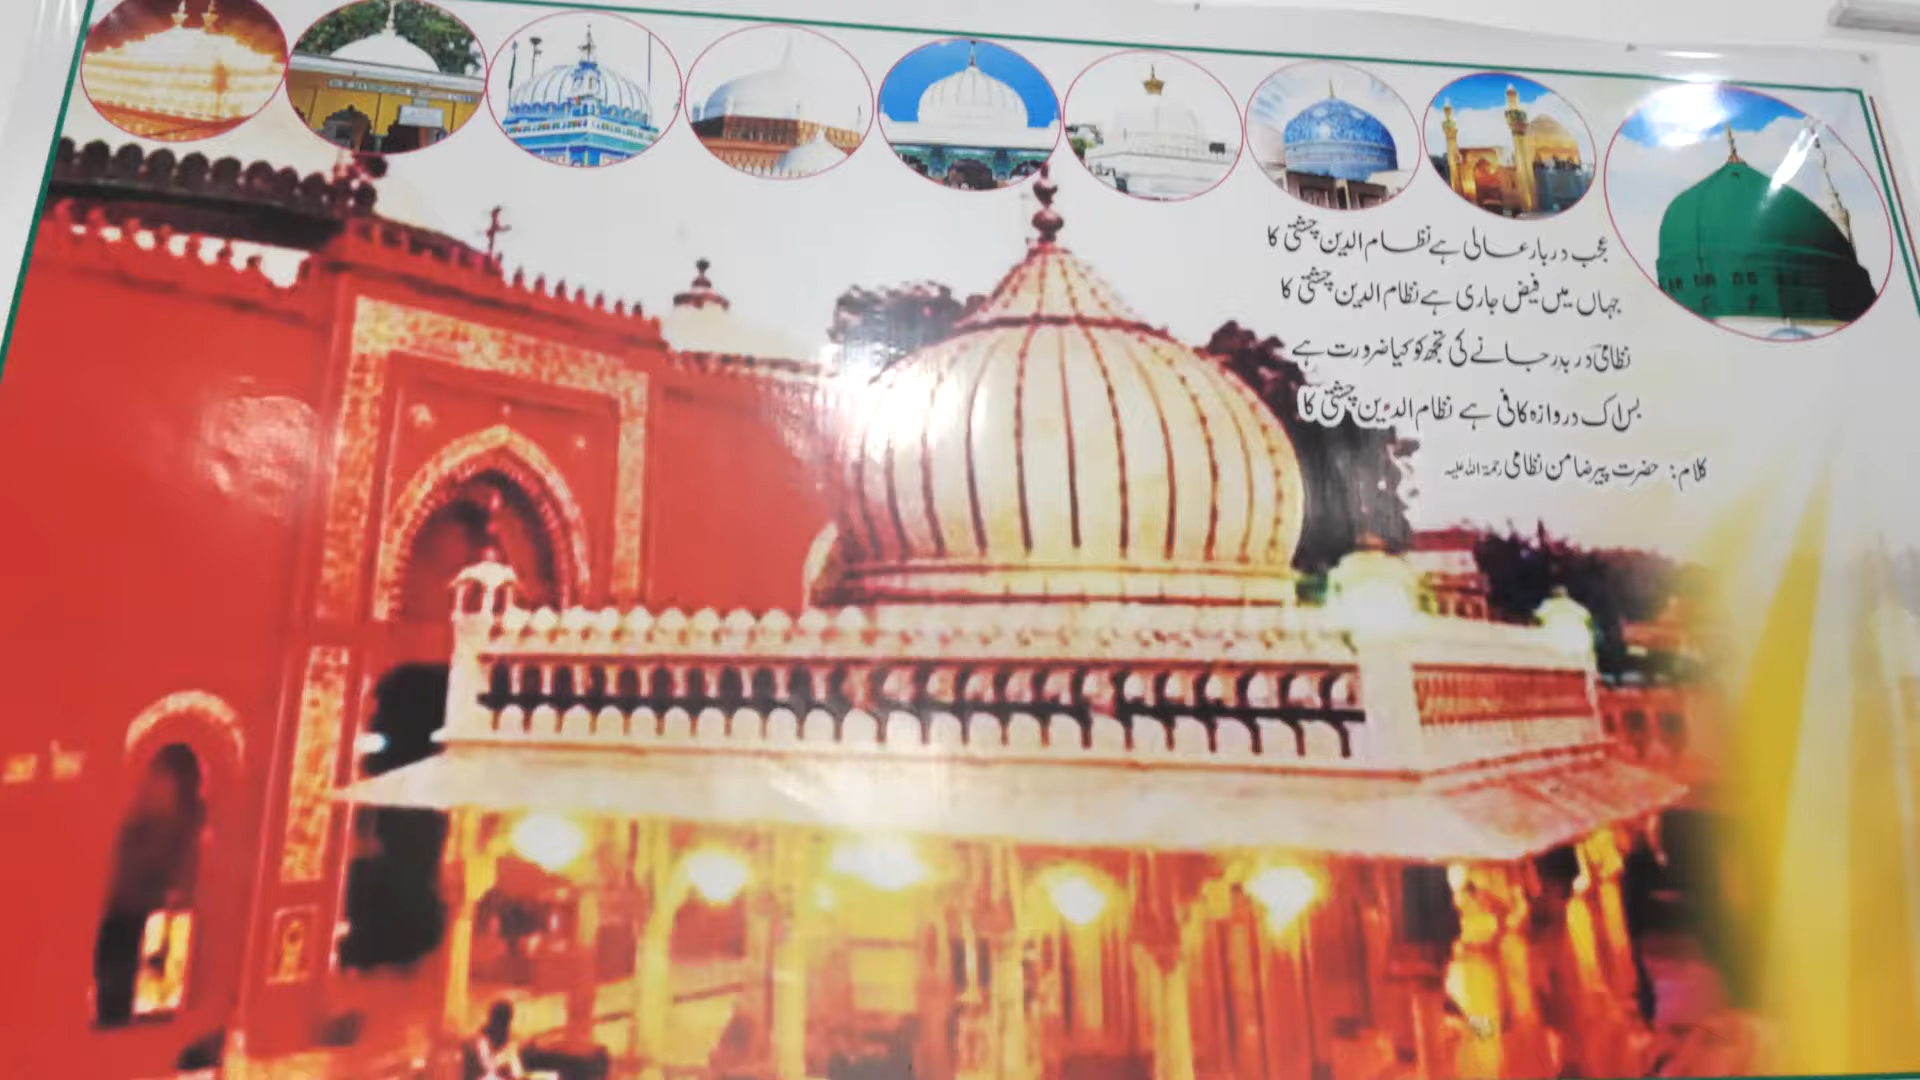 عجب دربار عالی ہے نظام الدین چشتیؒ کا
جہاں میں فیض جاری ہے نظام الدین چشتیؒ کا
نظامیؔ در بدر جانے کی تجھ کو کیا ضرورت ہے
بس اک دروازہ کافی ہے نظام الدین چشتیؒ کا
کلام: حضرت پیر ضامن نظامی رحمۃ اللہ علیہ